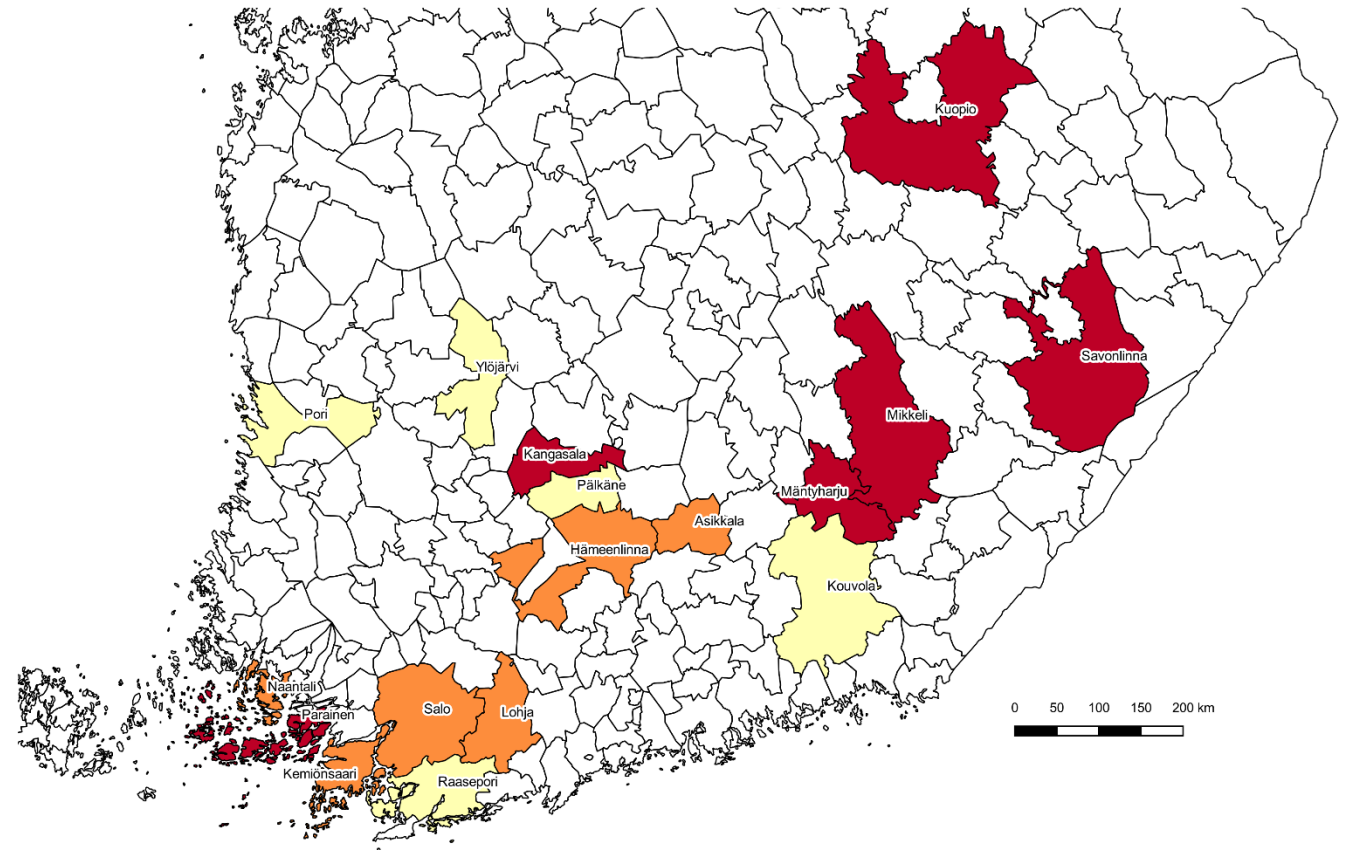 Kuopio
Savonlinna
Ylöjärvi
Pori
Mikkeli
Kangasala
Pälkäne
Mäntyharju
Asikkala
Hämeenlinna
Kouvola
Naantali
Parainen
Salo
Lohja
0 50 100 150 200 km
Kemiönsaari
Raasepori